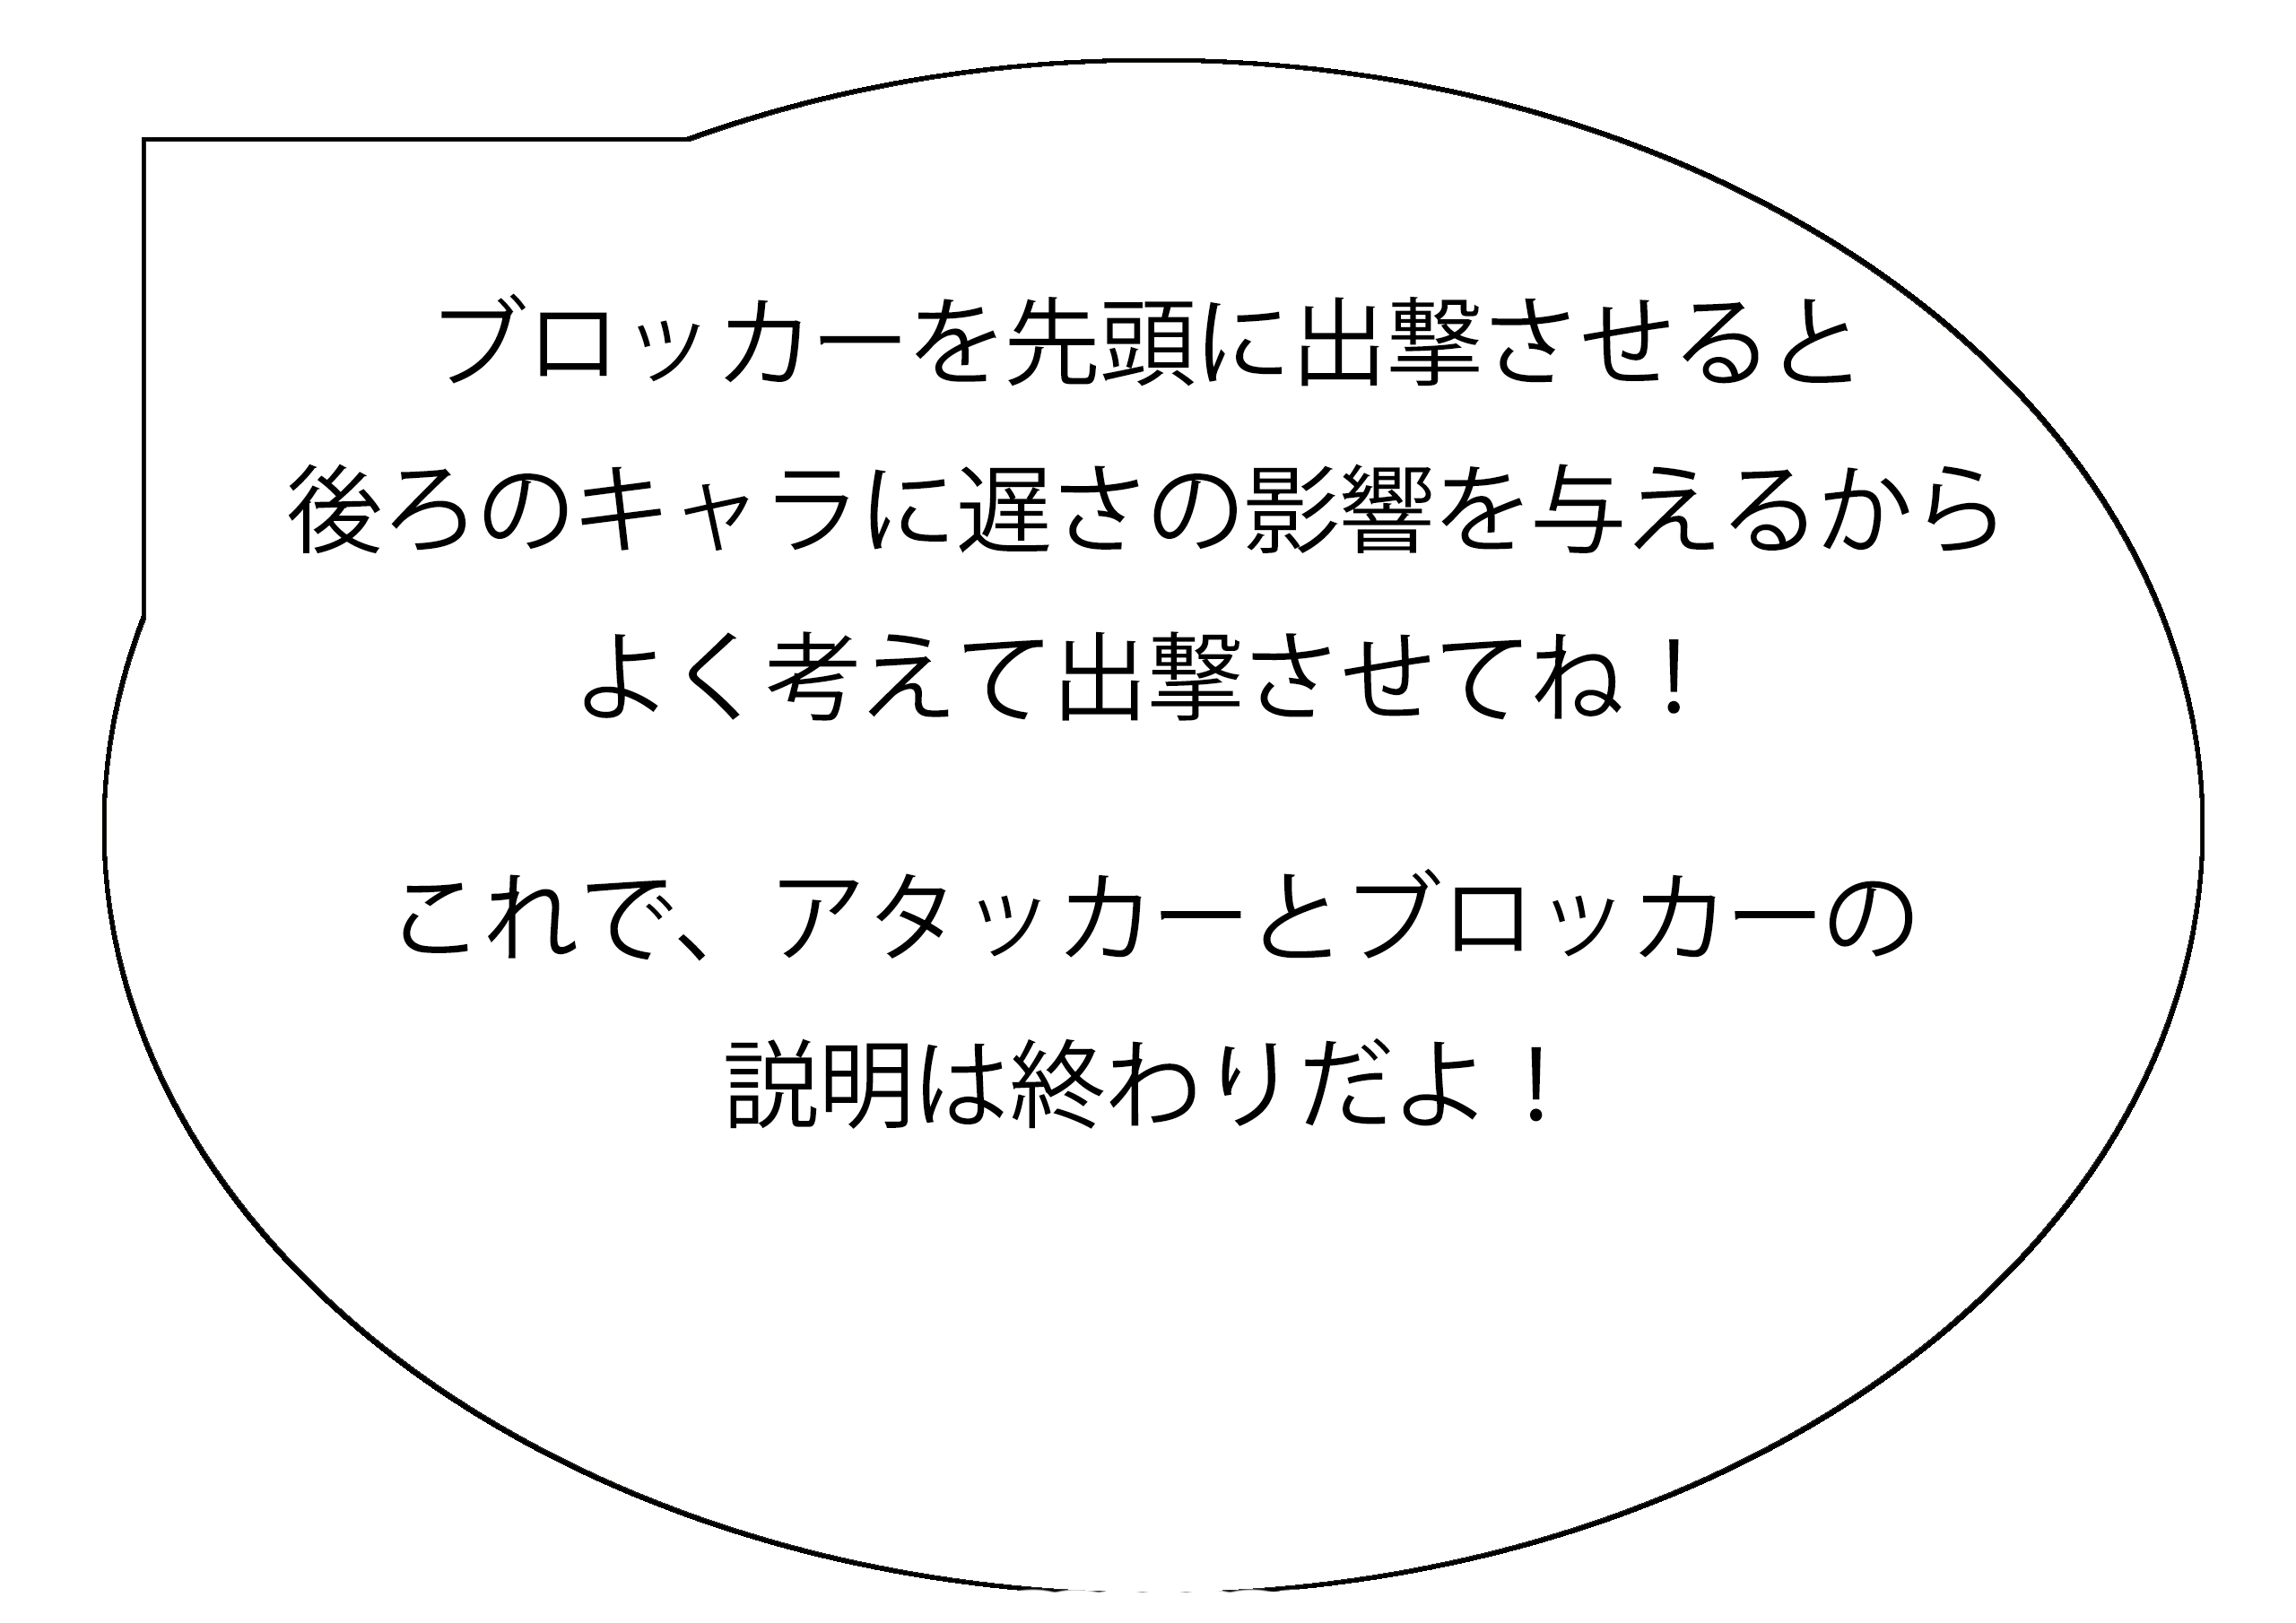 ブロッカーを先頭に出撃させると
後ろのキャラに遅さの影響を与えるから
よく考えて出撃させてね！
これで、アタッカーとブロッカーの
説明は終わりだよ！